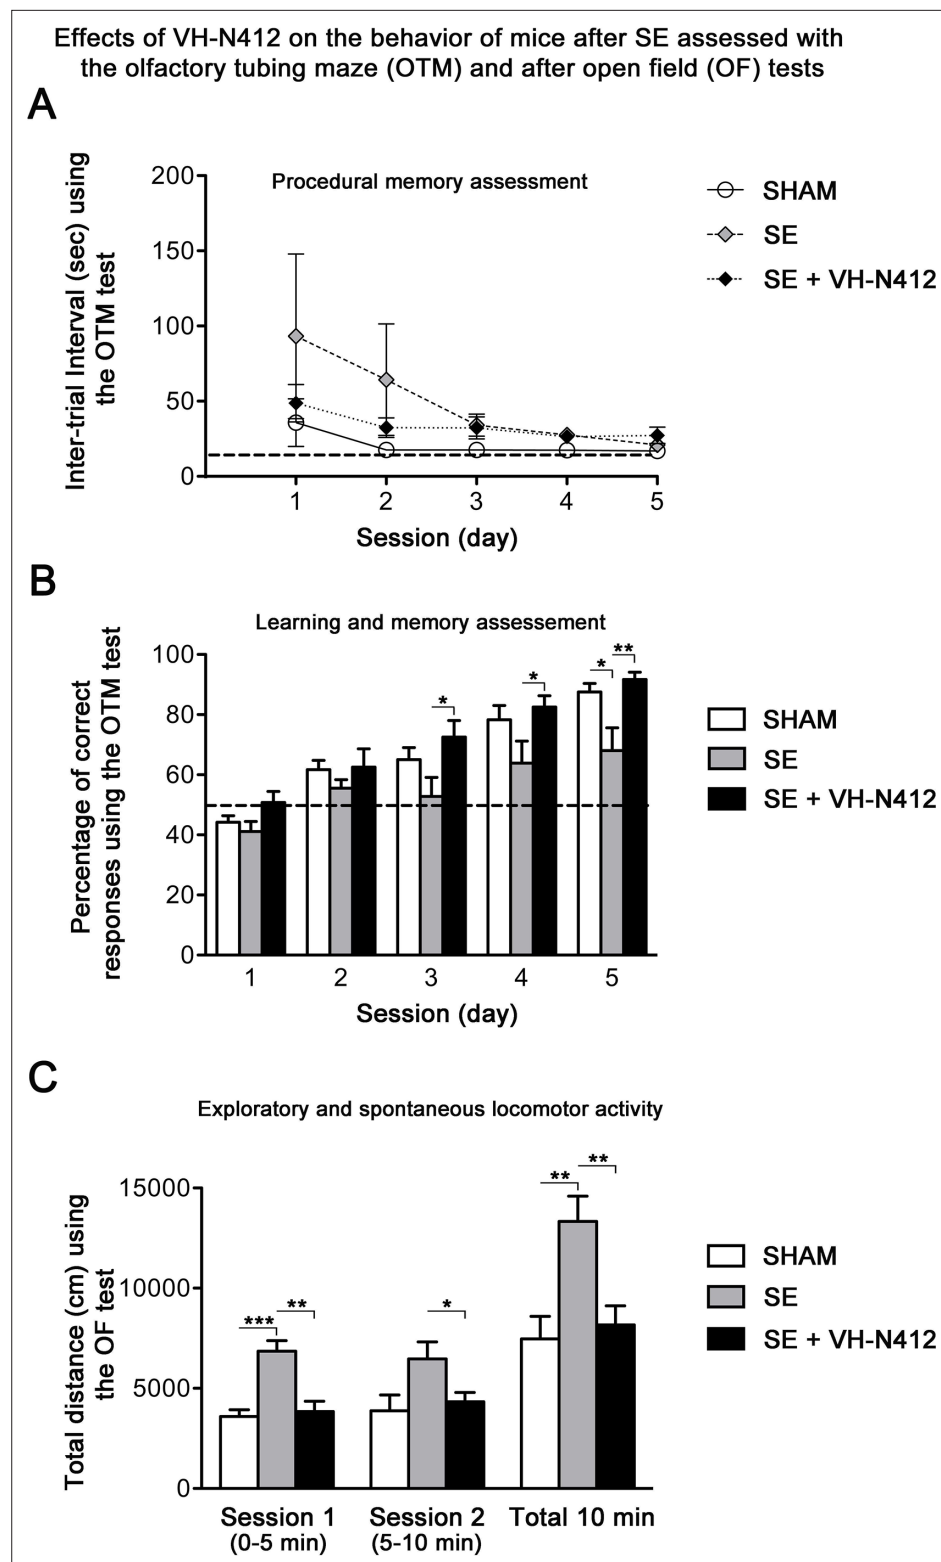 Effects of VH-N412 on the behavior of mice after SE assessed with
the olfactory tubing maze (OTM) and after open field (OF) tests
A
Procedural memory assessment
Inter-trial Interval (sec) using
the OTM test
200
150
100
50
0
1 2 3 4 5
Session (day)
SHAM
SE
SE + VH-N412
B
Learning and memory assessement
Percentage of correct
responses using the OTM test
100
80
60
40
20
0
* * * **
1 2 3 4 5
Session (day)
SHAM
SE
SE + VH-N412
C
Exploratory and spontaneous locomotor activity
Total distance (cm) using
the OF test
15000
10000
5000
0
*** ** * ** **
Session 1 Session 2 Total 10 min
(0-5 min) (5-10 min)
SHAM
SE
SE + VH-N412